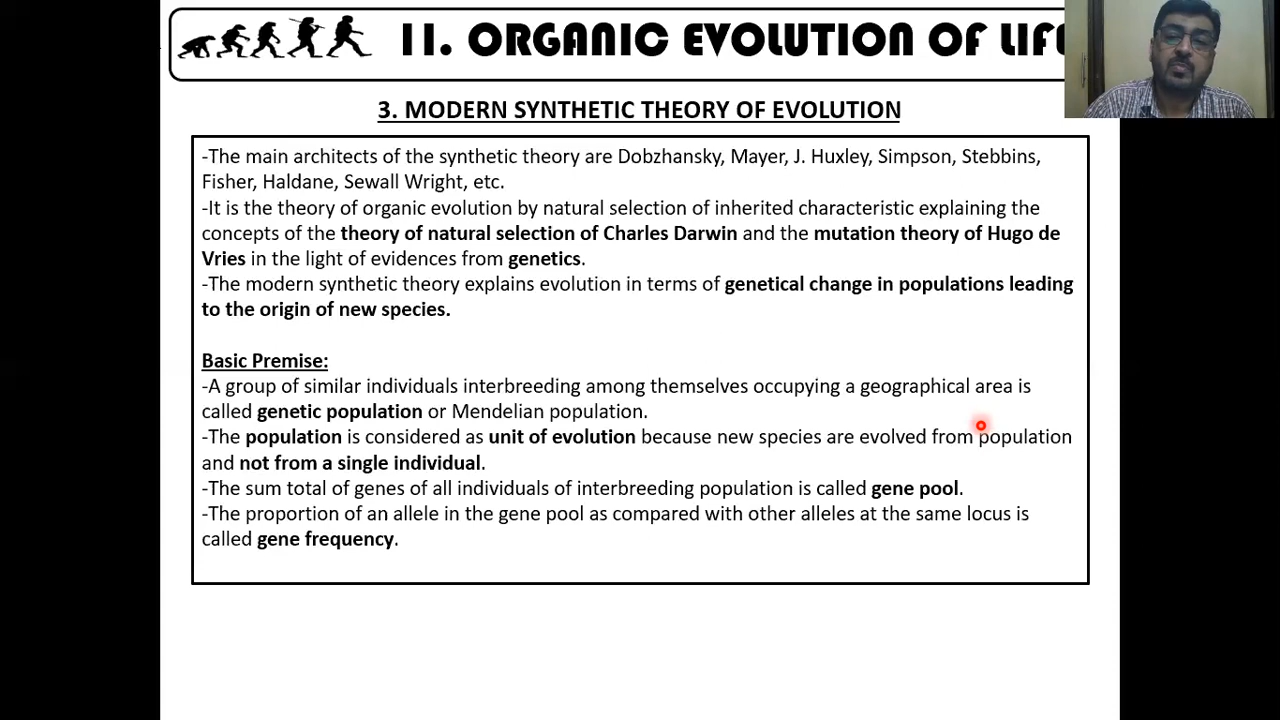 11. ORGANIC EVOLUTION OF LIFE
3. MODERN SYNTHETIC THEORY OF EVOLUTION
-The main architects of the synthetic theory are Dobzhansky, Mayer, J. Huxley, Simpson, Stebbins,
Fisher, Haldane, Sewall Wright, etc.
-It is the theory of organic evolution by natural selection of inherited characteristic explaining the
concepts of the theory of natural selection of Charles Darwin and the mutation theory of Hugo de
Vries in the light of evidences from genetics.
-The modern synthetic theory explains evolution in terms of genetical change in populations leading
to the origin of new species.
Basic Premise:
-A group of similar individuals interbreeding among themselves occupying a geographical area is
called genetic population or Mendelian population.
-The population is considered as unit of evolution because new species are evolved from population
and not from a single individual.
-The sum total of genes of all individuals of interbreeding population is called gene pool.
-The proportion of an allele in the gene pool as compared with other alleles at the same locus is
called gene frequency.